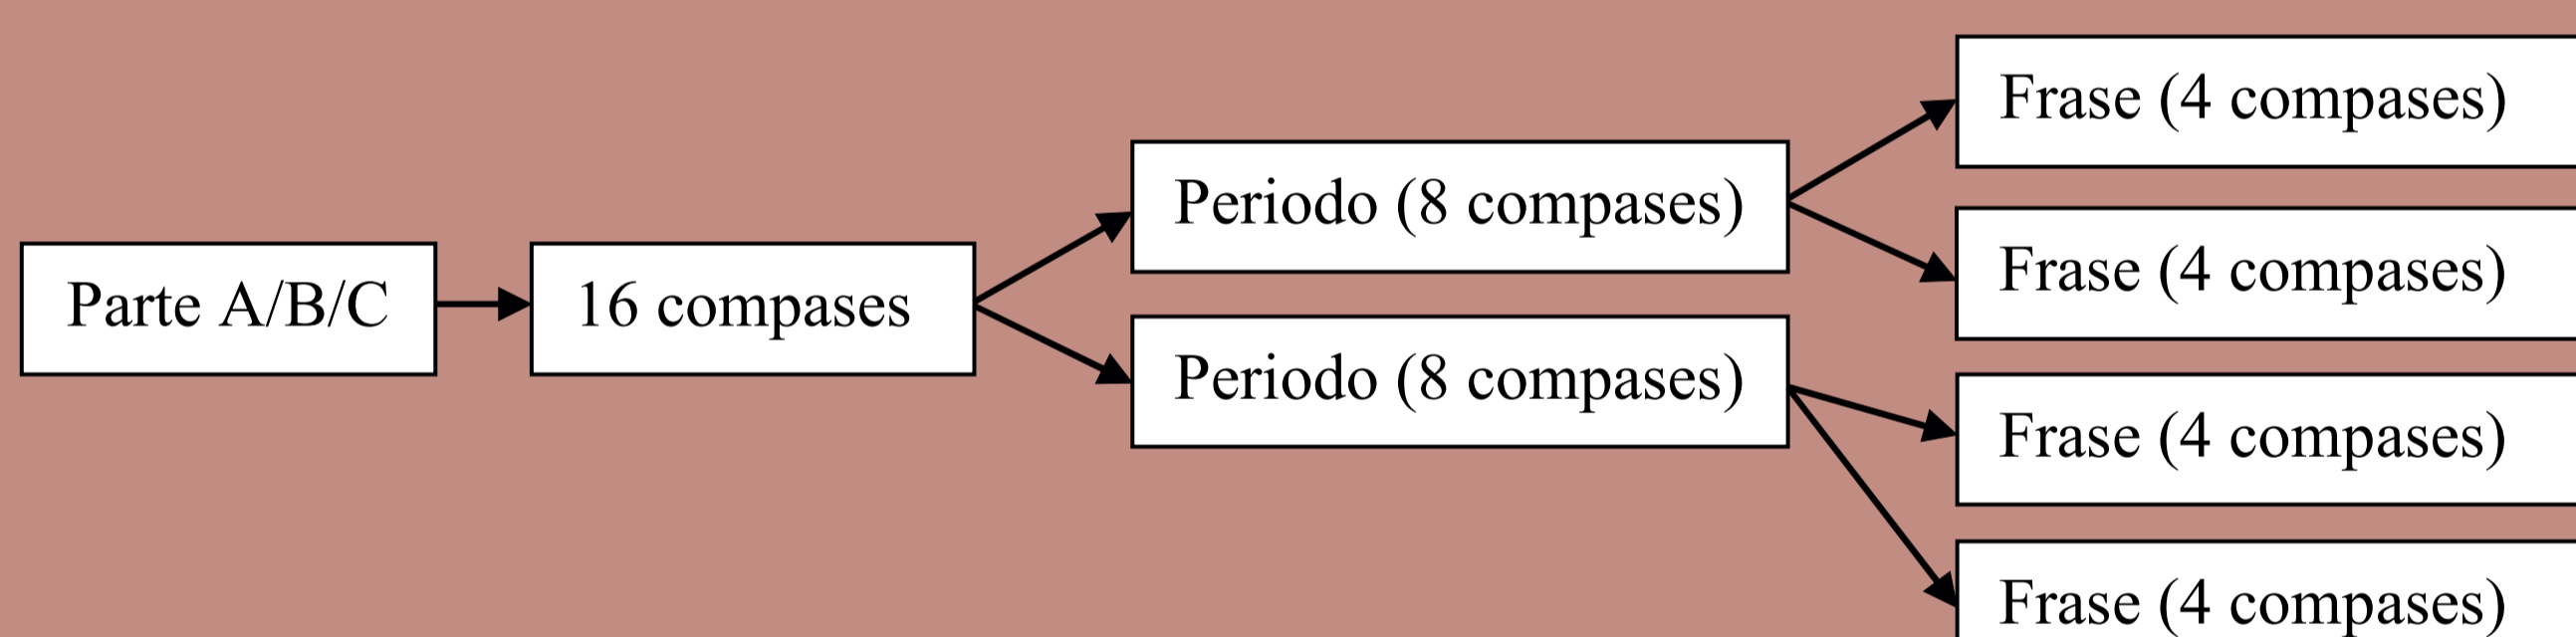 Parte A/B/C
16 compases
Periodo (8 compases)
Periodo (8 compases)
Frase (4 compases)
Frase (4 compases)
Frase (4 compases)
Frase (4 compases)